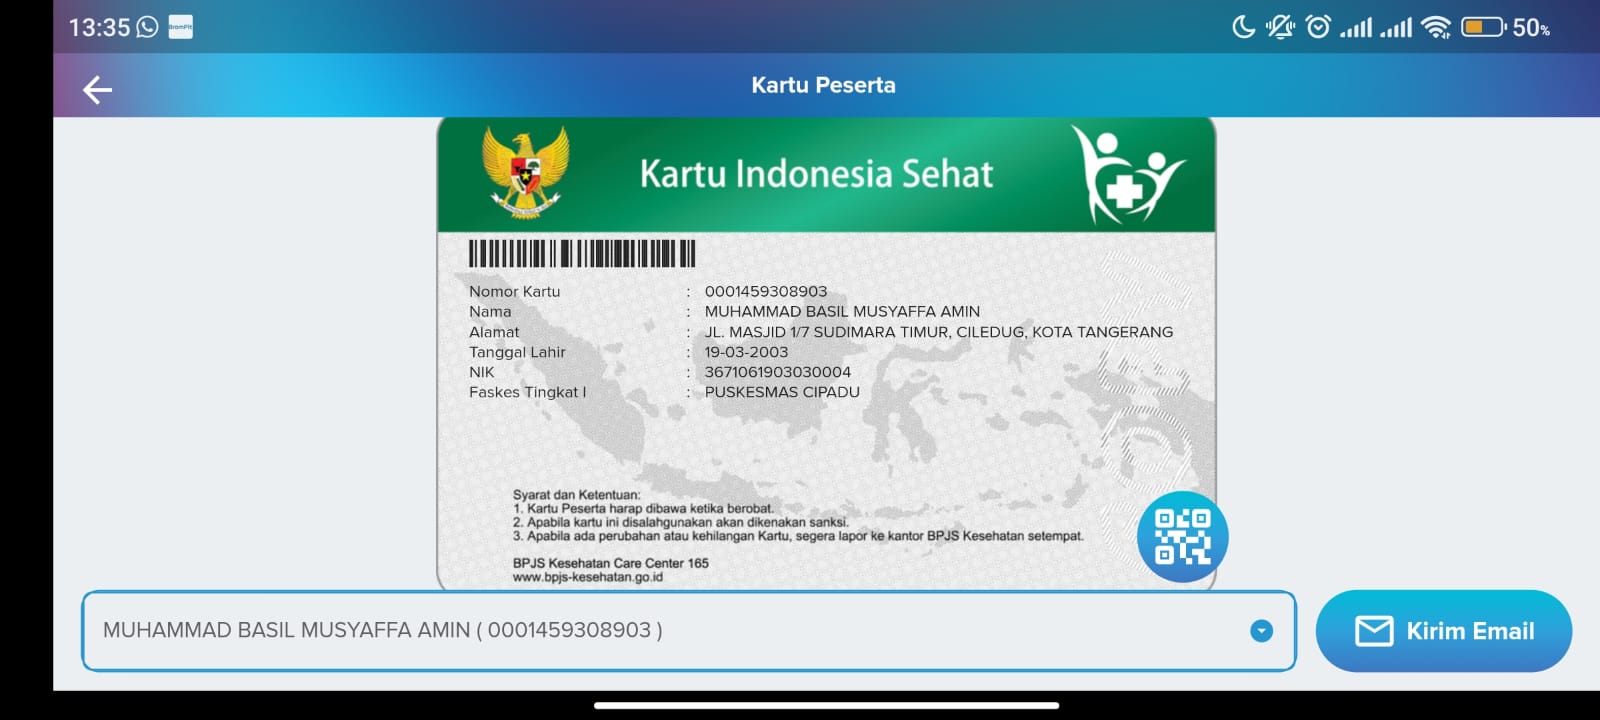 13:35 BromPit 50%
Kartu Peserta
Kartu Indonesia Sehat
Nomor Kartu : 0001459308903
Nama : MUHAMMAD BASIL MUSYAFFA AMIN
Alamat : JL. MASJID 1/7 SUDIMARA TIMUR, CILEDUG, KOTA TANGERANG
Tanggal Lahir : 19-03-2003
NIK : 3671061903030004
Faskes Tingkat I : PUSKESMAS CIPADU
Syarat dan Ketentuan:
1. Kartu Peserta harap dibawa ketika berobat.
2. Apabila kartu ini disalahgunakan akan dikenakan sanksi.
3. Apabila ada perubahan atau kehilangan Kartu, segera lapor ke kantor BPJS Kesehatan setempat.
BPJS Kesehatan Care Center 165
www.bpjs-kesehatan.go.id
MUHAMMAD BASIL MUSYAFFA AMIN ( 0001459308903 )
Kirim Email